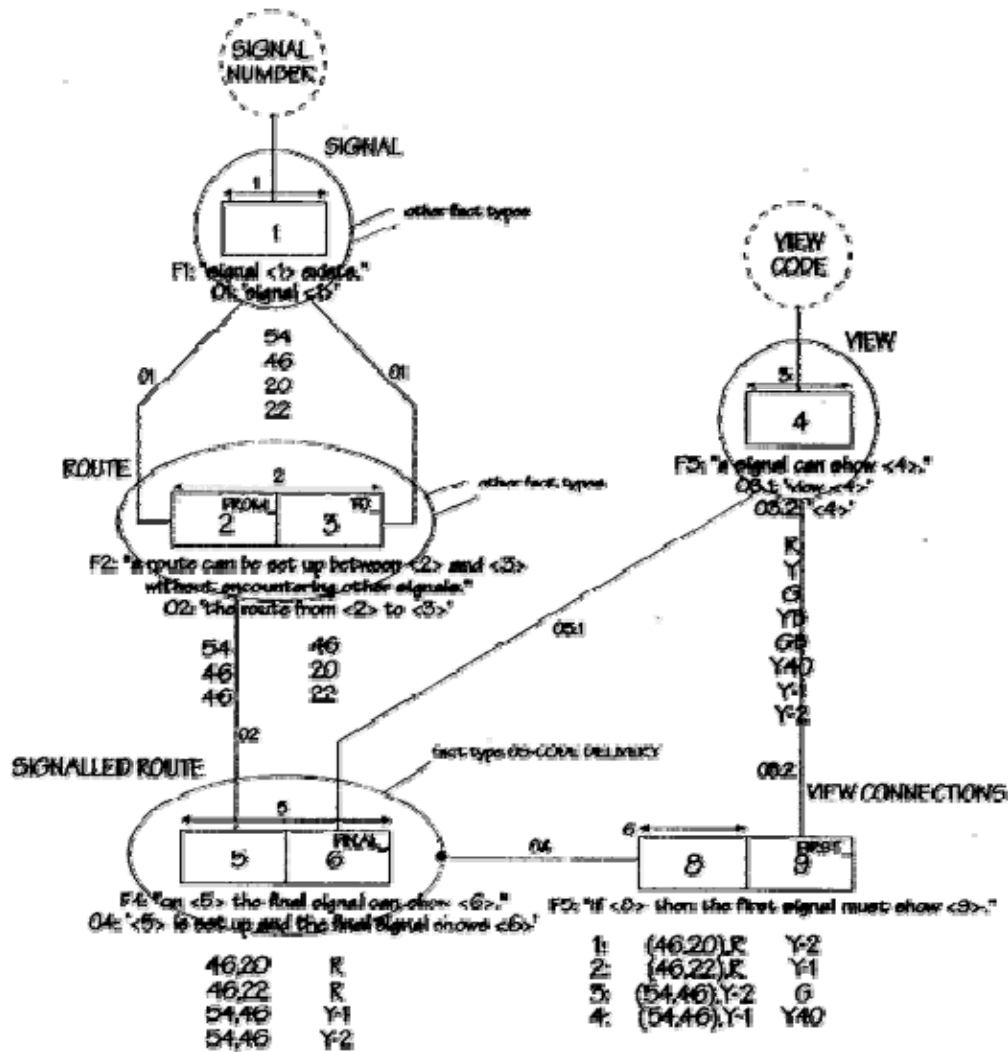 SIGNAL
NUMBER
SIGNAL
1
1
other fact types
F1: "signal <1> exists."
O1: 'signal <1>'
54
46
20
22
O1
O1
VIEW
CODE
VIEW
3
4
F3: "a signal can show <4>."
O3.1: 'view <4>'
O3.2: '<4>'
R
Y
G
Y40
Y-1
Y-2
ROUTE
2
FROM_
TO_
2
3
other fact types
F2: "a route can be set up between <2> and <3>
without encountering other signals."
O2: 'the route from <2> to <3>'
54 46
46 20
46 22
O2
O3.1
O3.2
SIGNALLED ROUTE
fact type 05-CODE DELIVERY
5
FINAL_
5
6
F4: "on <5> the final signal can show <6>."
O4: '<5> is set up and the final signal shows <6>'
46,20 R
46,22 R
54,46 Y-1
54,46 Y-2
O4
VIEW CONNECTIONS
6
FIRST_
8
9
F5: "If <8> then the first signal must show <9>."
1: (46,20),R Y-2
2: (46,22),R Y-1
3: (54,46),Y-2 G
4: (54,46),Y-1 Y40